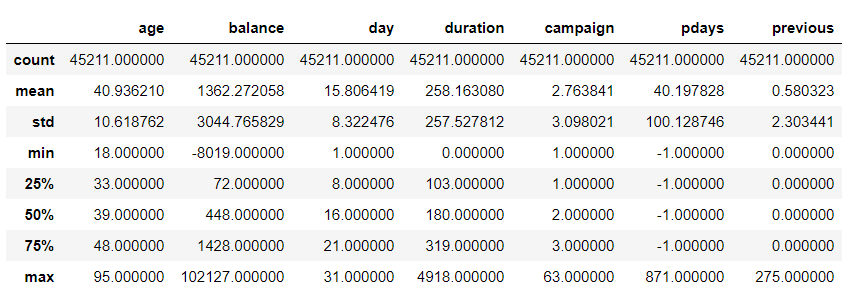 age balance day duration campaign pdays previous
count 45211.000000 45211.000000 45211.000000 45211.000000 45211.000000 45211.000000 45211.000000
mean 40.936210 1362.272058 15.806419 258.163080 2.763841 40.197828 0.580323
std 10.618762 3044.765829 8.322476 257.527812 3.098021 100.128746 2.303441
min 18.000000 -8019.000000 1.000000 0.000000 1.000000 -1.000000 0.000000
25% 33.000000 72.000000 8.000000 103.000000 1.000000 -1.000000 0.000000
50% 39.000000 448.000000 16.000000 180.000000 2.000000 -1.000000 0.000000
75% 48.000000 1428.000000 21.000000 319.000000 3.000000 -1.000000 0.000000
max 95.000000 102127.000000 31.000000 4918.000000 63.000000 871.000000 275.000000